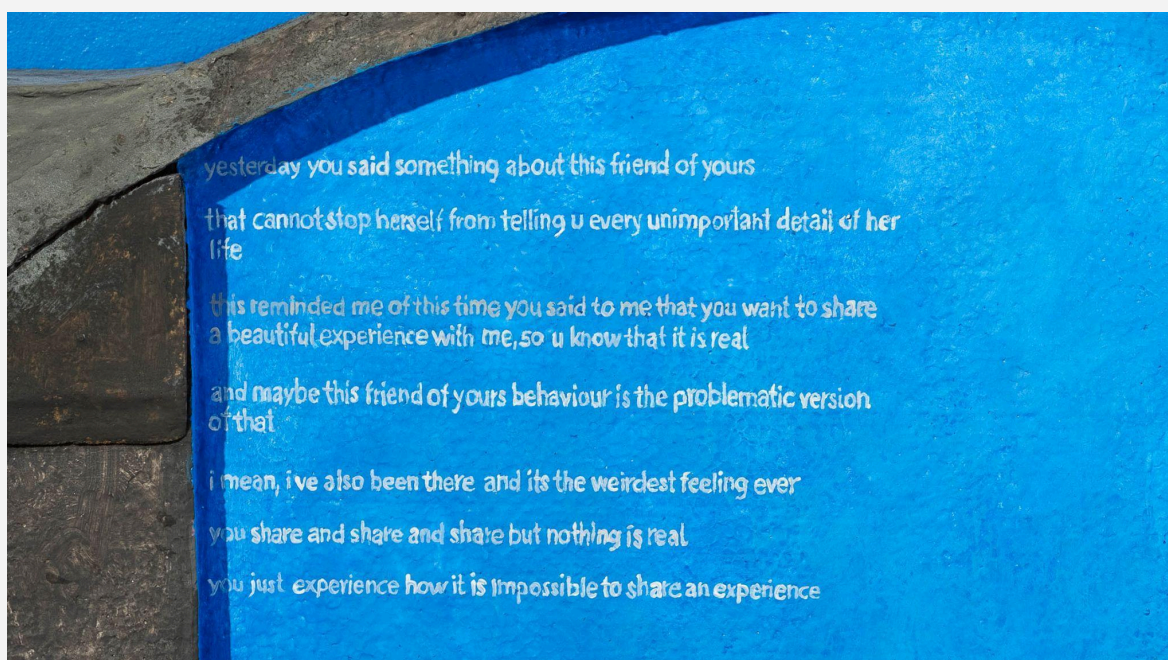 yesterday you said something about this friend of yours
that cannot stop herself from telling u every unimportant detail of her
life
this reminded me of this time you said to me that you want to share
a beautiful experience with me, so u know that it is real
and maybe this friend of yours behaviour is the problematic version
of that
i mean, ive also been there and its the weirdest feeling ever
you share and share and share but nothing is real
you just experience how it is impossible to share an experience